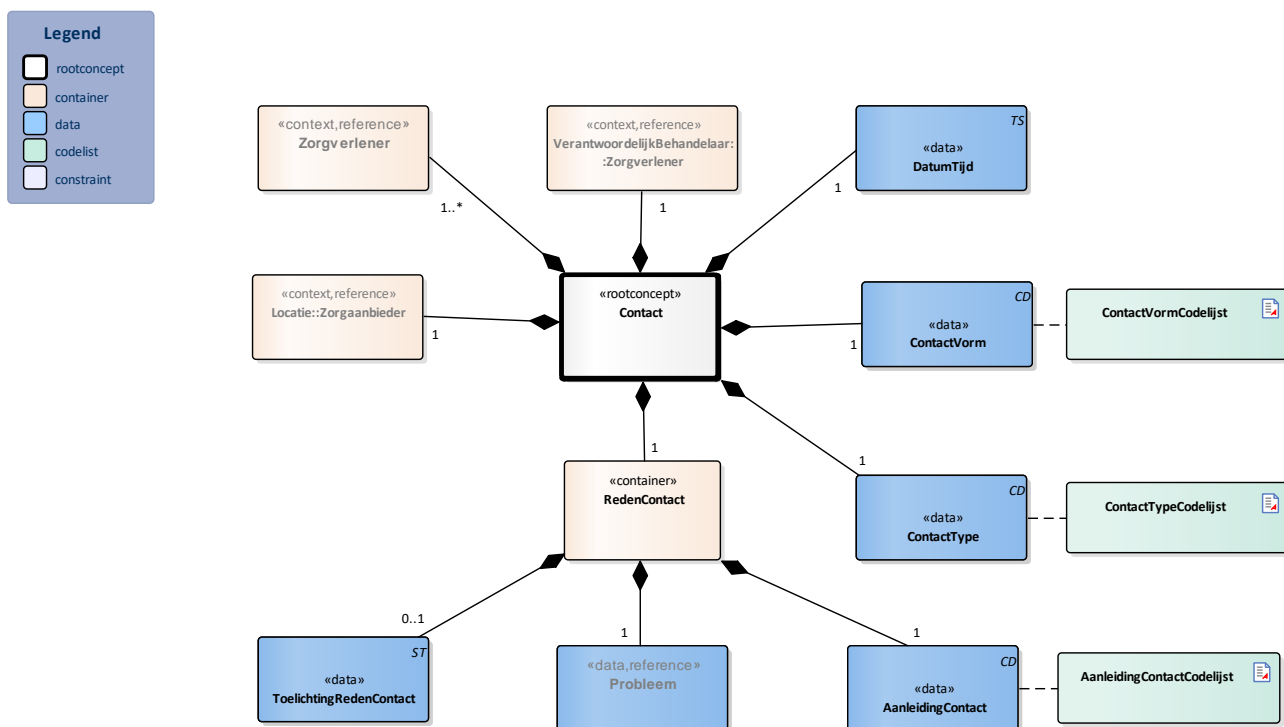 Legend
rootconcept
container
data
codelist
constraint
«context,reference»
Zorgverlener
1..*
«context,reference»
VerantwoordelijkBehandelaar:
:Zorgverlener
1
TS
«data»
DatumTijd
1
«context,reference»
Locatie::Zorgaanbieder
1
«rootconcept»
Contact
CD
«data»
ContactVorm
1
ContactVormCodelijst
1
«container»
RedenContact
1
CD
«data»
ContactType
ContactTypeCodelijst
0..1
ST
«data»
ToelichtingRedenContact
1
«data,reference»
Probleem
1
CD
«data»
AanleidingContact
AanleidingContactCodelijst